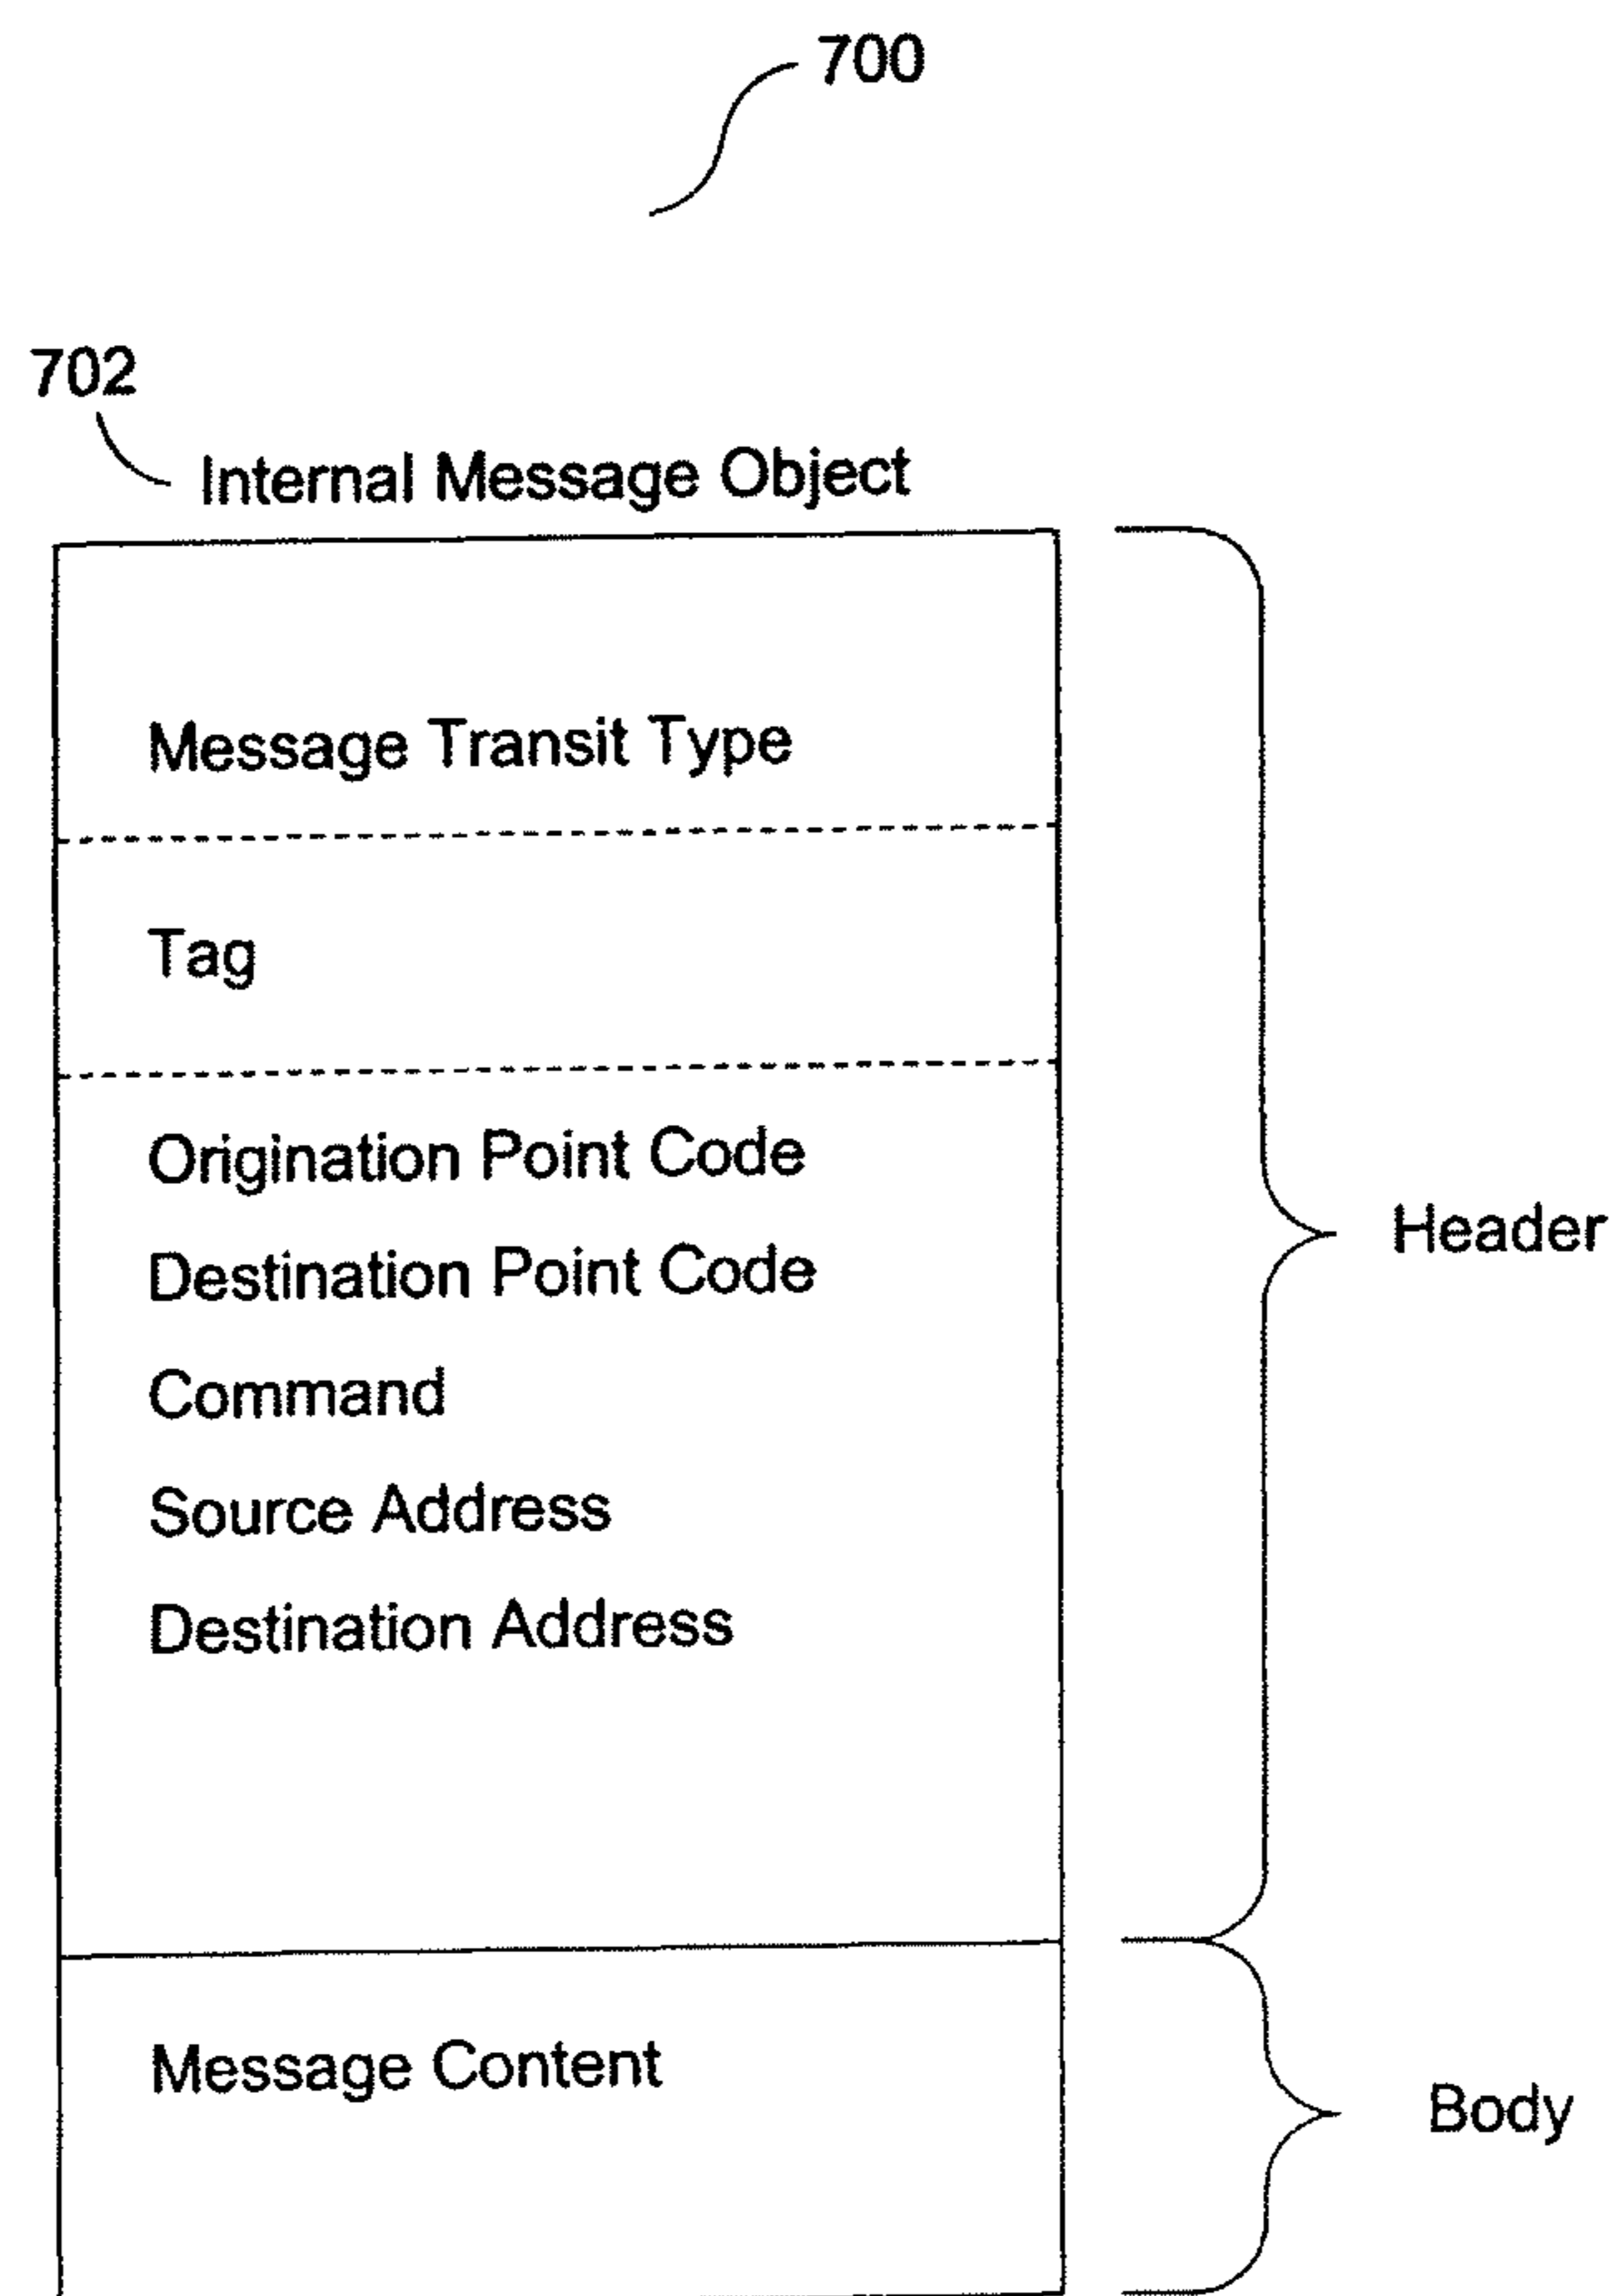 700
702
Internal Message Object
Message Transit Type
Tag
Origination Point Code
Destination Point Code
Command
Source Address
Destination Address
Header
Message Content
Body